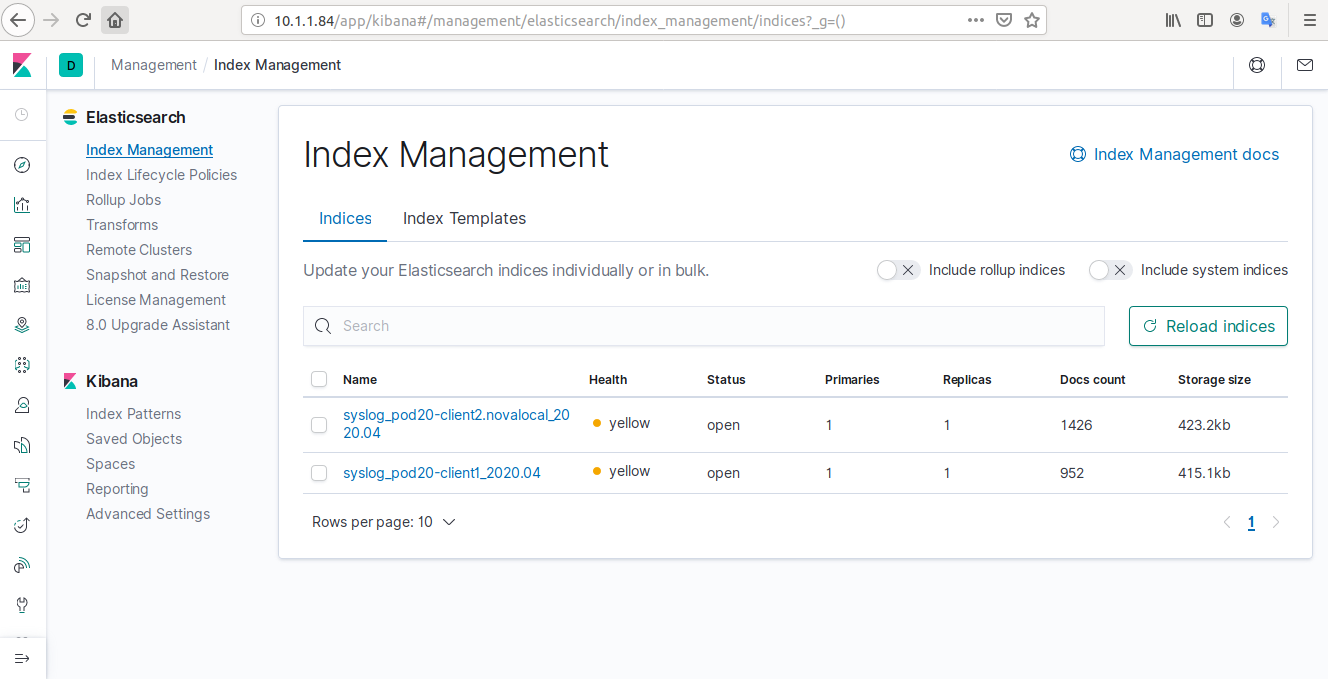 10.1.1.84/app/kibana#/management/elasticsearch/index_management/indices?_g=()
D
Management / Index Management
Elasticsearch
Index Management
Index Lifecycle Policies
Rollup Jobs
Transforms
Remote Clusters
Snapshot and Restore
License Management
8.0 Upgrade Assistant
Kibana
Index Patterns
Saved Objects
Spaces
Reporting
Advanced Settings
Index Management
Index Management docs
Indices Index Templates
Update your Elasticsearch indices individually or in bulk. Include rollup indices Include system indices
Search Reload indices
Name Health Status Primaries Replicas Docs count Storage size
syslog_pod20-client2.novalocal_20
20.04
yellow open 1 1 1426 423.2kb
syslog_pod20-client1_2020.04 yellow open 1 1 952 415.1kb
Rows per page: 10 1